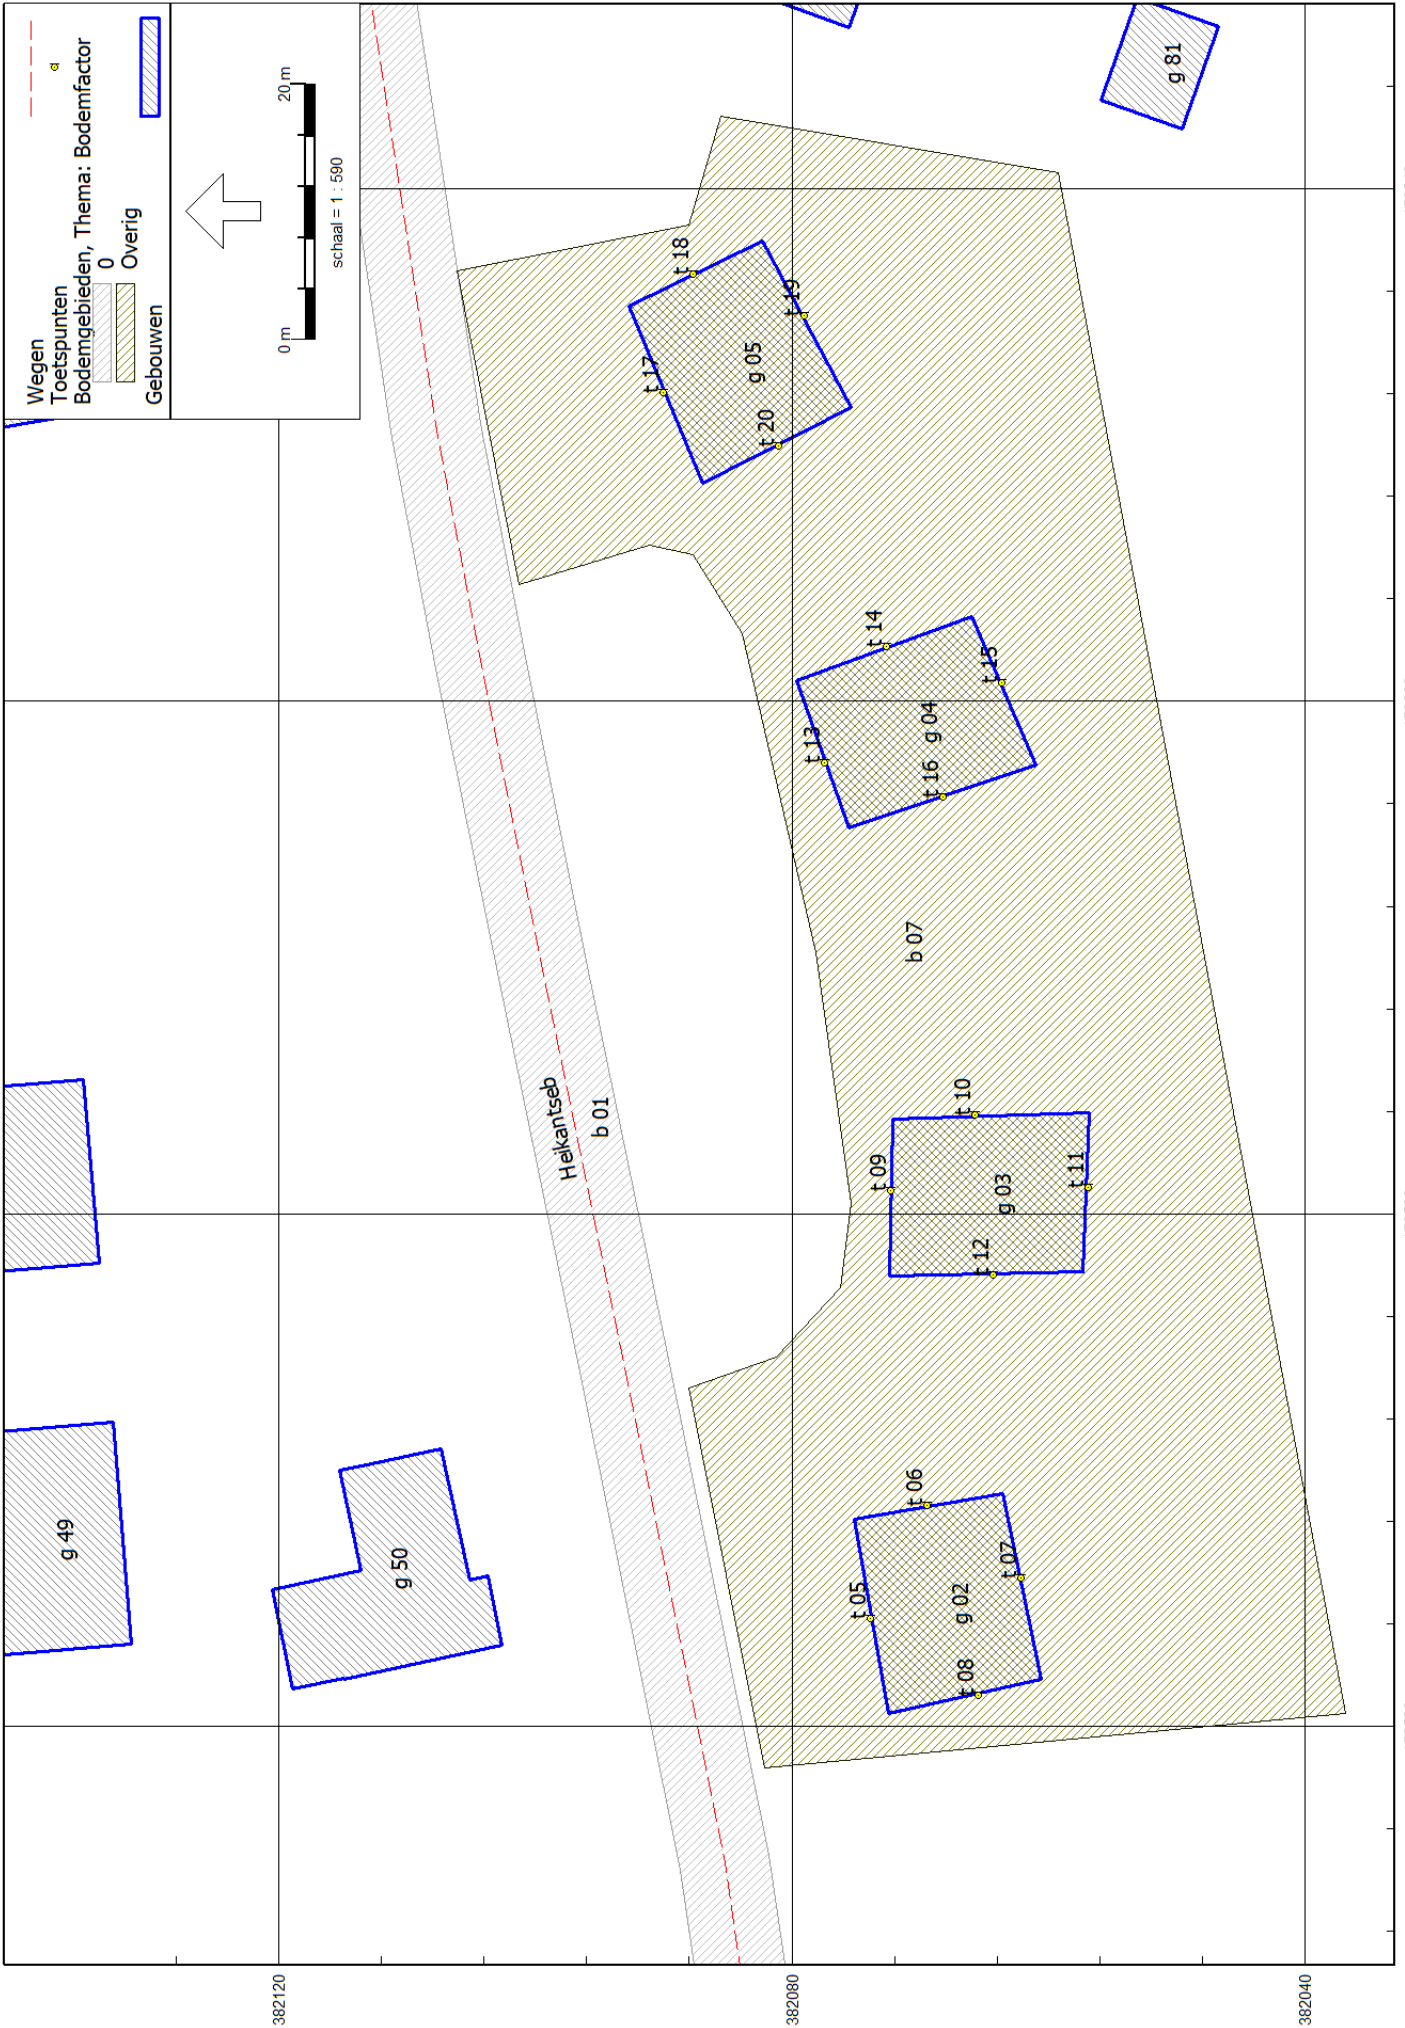 Wegen
Toetspunten
Bodemgebieden, Thema: Bodemfactor
0
Overig
Gebouwen
0 m
20 m
schaal = 1 : 590
g 81
t 18
t 17
t 19
g 05
t 20
t 14
t 13
t 15
g 04
t 16
b 07
Heikantseb
b 01
t 10
t 09
t 11
g 03
t 12
g 49
g 50
t 06
t 05
t 07
g 02
t 08
382120
382080
382040